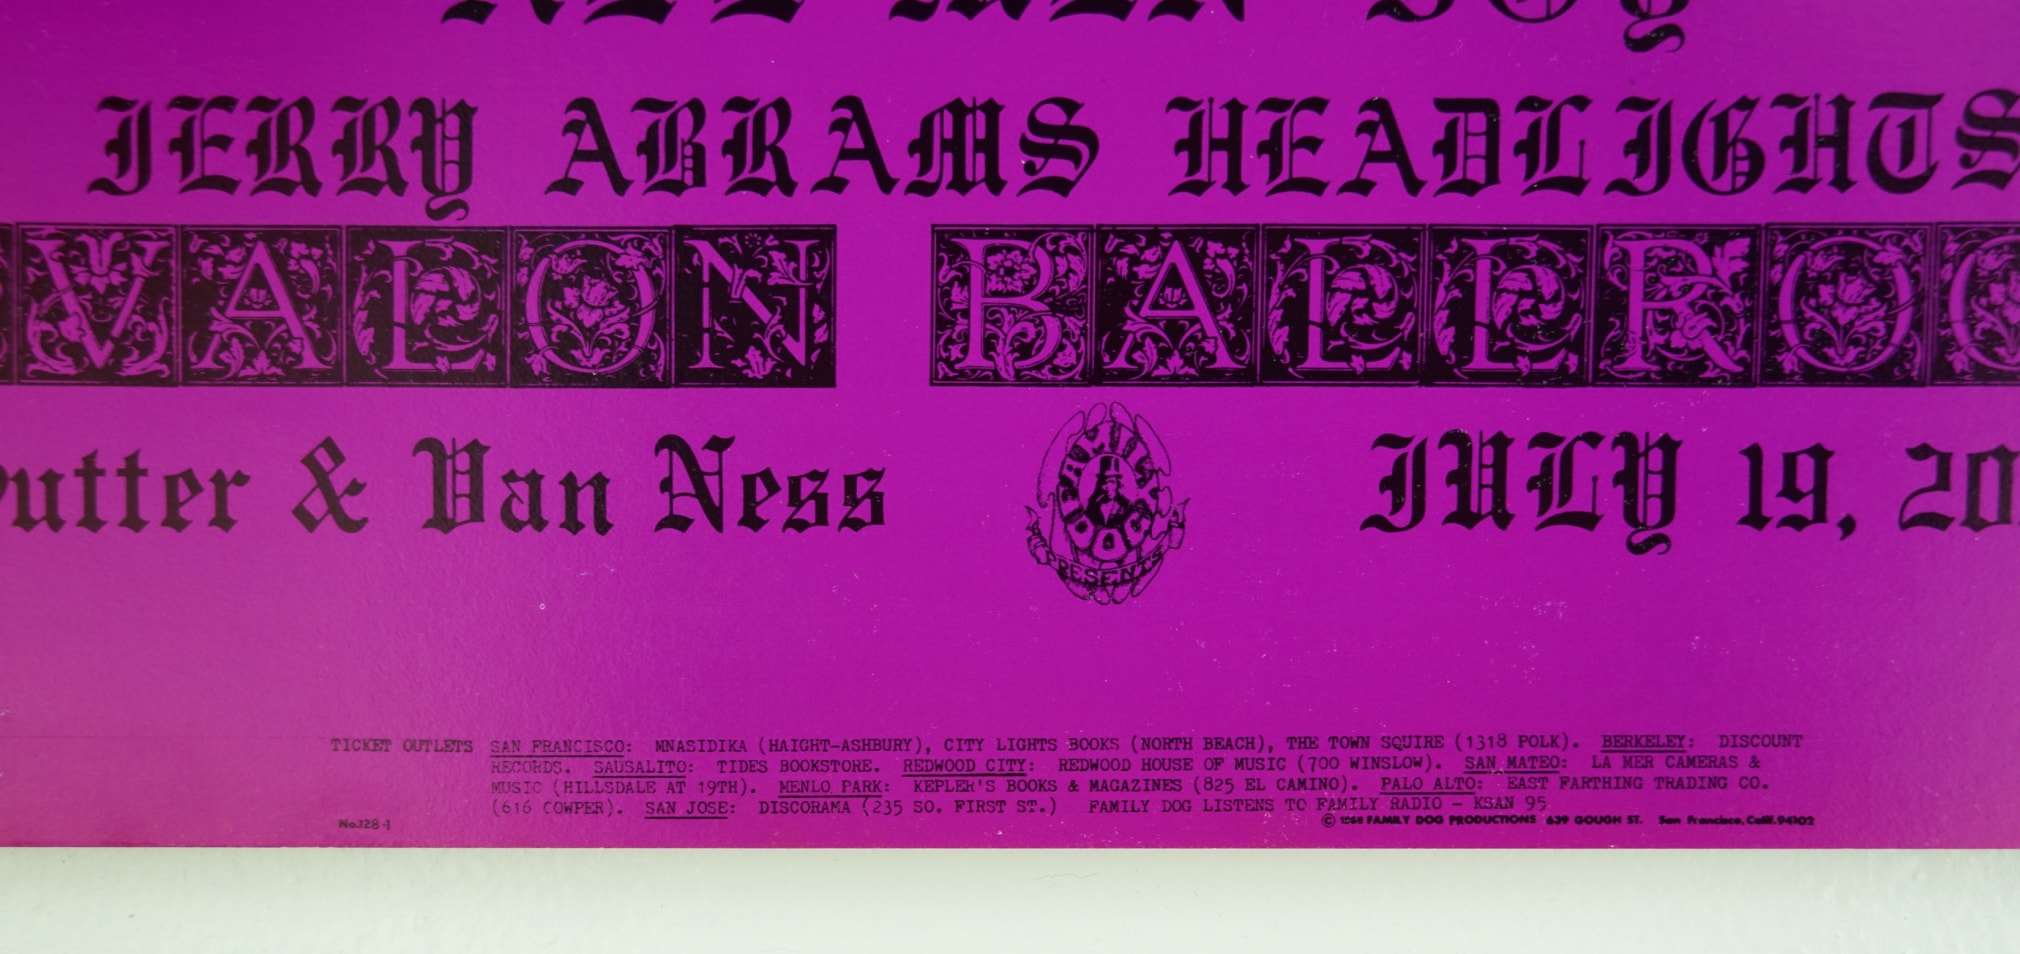 JERRY ABRAMS HEADLIGHTS
VALON BALLROO
utter & Van Ness
JULY 19, 20
FAMILY
DOG
PRESENTS
TICKET OUTLETS SAN FRANCISCO: MNASIDIKA (HAIGHT-ASHBURY), CITY LIGHTS BOOKS (NORTH BEACH), THE TOWN SQUIRE (1318 POLK). BERKELEY: DISCOUNT
RECORDS. SAUSALITO: TIDES BOOKSTORE. REDWOOD CITY: REDWOOD HOUSE OF MUSIC (700 WINSLOW). SAN MATEO: LA MER CAMERAS &
MUSIC (HILLSDALE AT 19TH). MENLO PARK: KEPLER'S BOOKS & MAGAZINES (825 EL CAMINO). PALO ALTO: EAST FARTHING TRADING CO.
(616 COWPER). SAN JOSE: DISCORAMA (235 SO. FIRST ST.) FAMILY DOG LISTENS TO FAMILY RADIO - KSAN 95
No.128-1
© 1968 FAMILY DOG PRODUCTIONS 639 GOUGH ST. San Francisco, Calif. 94102